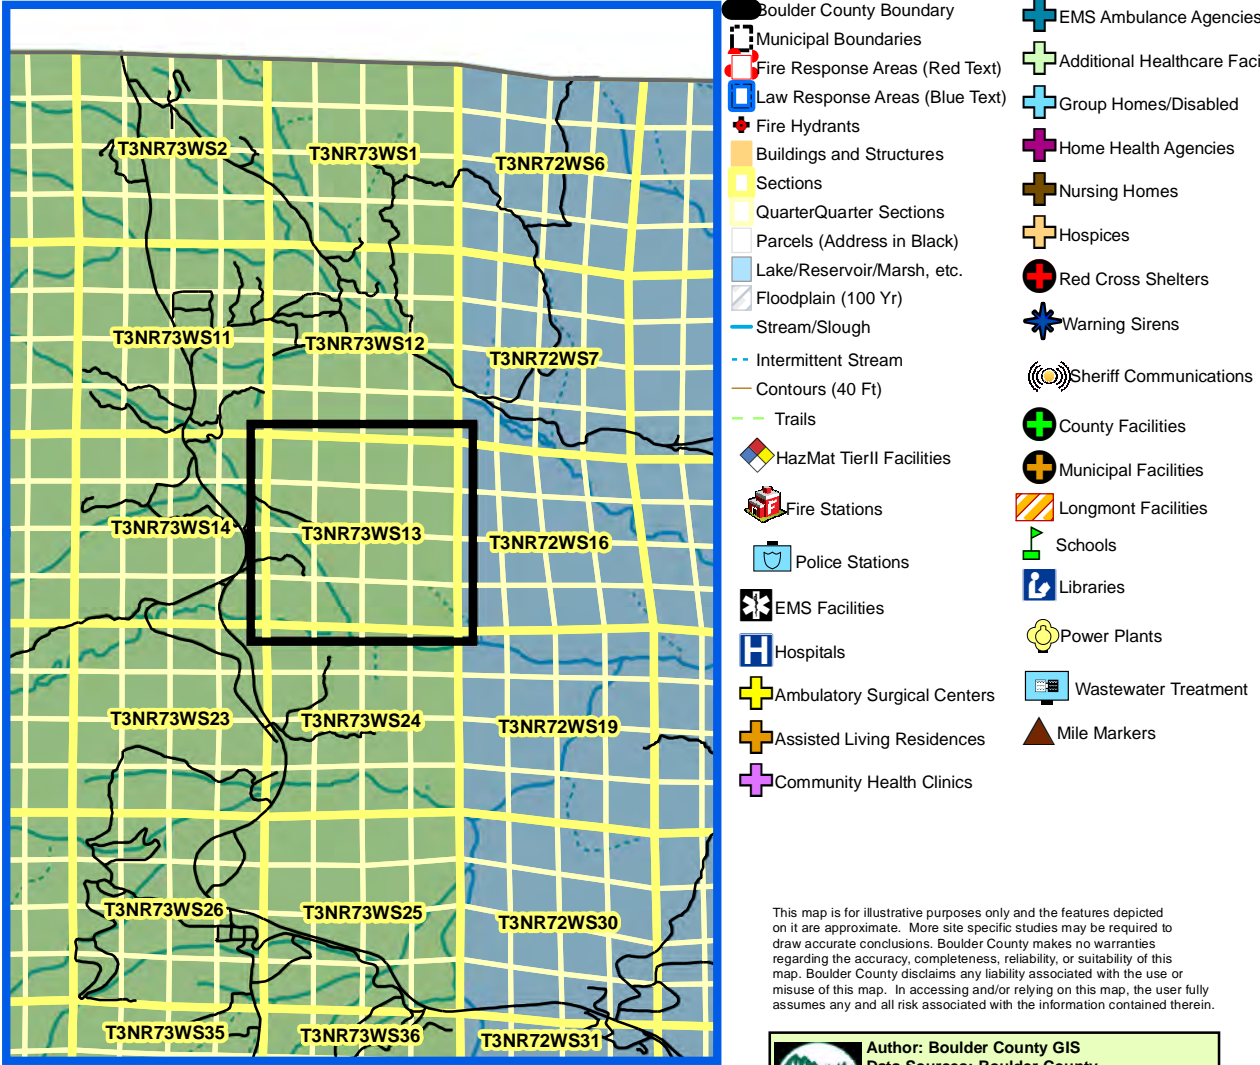 T3NR73WS2
T3NR73WS1
T3NR72WS6
T3NR73WS11
T3NR73WS12
T3NR72WS7
T3NR73WS14
T3NR73WS13
T3NR72WS16
T3NR73WS23
T3NR73WS24
T3NR72WS19
T3NR73WS26
T3NR73WS25
T3NR72WS30
T3NR73WS35
T3NR73WS36
T3NR72WS31
Boulder County Boundary
Municipal Boundaries
Fire Response Areas (Red Text)
Law Response Areas (Blue Text)
Fire Hydrants
Buildings and Structures
Sections
QuarterQuarter Sections
Parcels (Address in Black)
Lake/Reservoir/Marsh, etc.
Floodplain (100 Yr)
Stream/Slough
Intermittent Stream
Contours (40 Ft)
Trails
HazMat TierII Facilities
Fire Stations
Police Stations
EMS Facilities
Hospitals
Ambulatory Surgical Centers
Assisted Living Residences
Community Health Clinics
EMS Ambulance Agencies
Additional Healthcare Faci
Group Homes/Disabled
Home Health Agencies
Nursing Homes
Hospices
Red Cross Shelters
Warning Sirens
Sheriff Communications
County Facilities
Municipal Facilities
Longmont Facilities
Schools
Libraries
Power Plants
Wastewater Treatment
Mile Markers
This map is for illustrative purposes only and the features depicted
on it are approximate. More site specific studies may be required to
draw accurate conclusions. Boulder County makes no warranties
regarding the accuracy, completeness, reliability, or suitability of this
map. Boulder County disclaims any liability associated with the use or
misuse of this map. In accessing and/or relying on this map, the user fully
assumes any and all risk associated with the information contained therein.
Author: Boulder County GIS
Data Sources: Boulder County